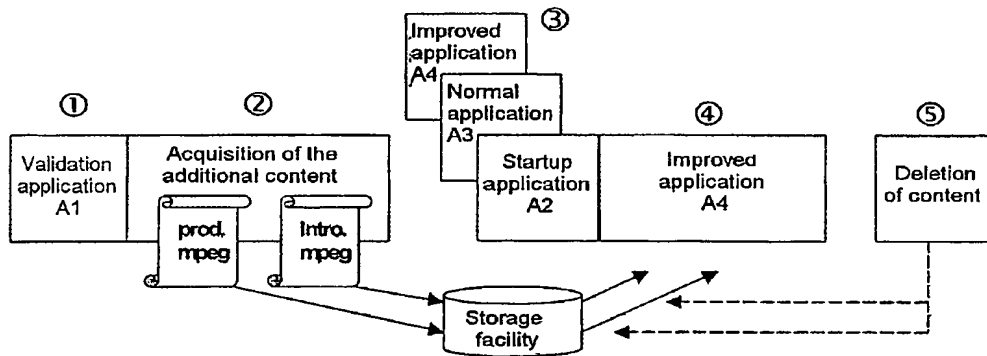 ①
Validation
application
A1
②
Acquisition of the
additional content
prod.
mpeg
Intro.
mpeg
③
Improved
application
A4
Normal
application
A3
Startup
application
A2
④
Improved
application
A4
⑤
Deletion
of content
Storage
facility